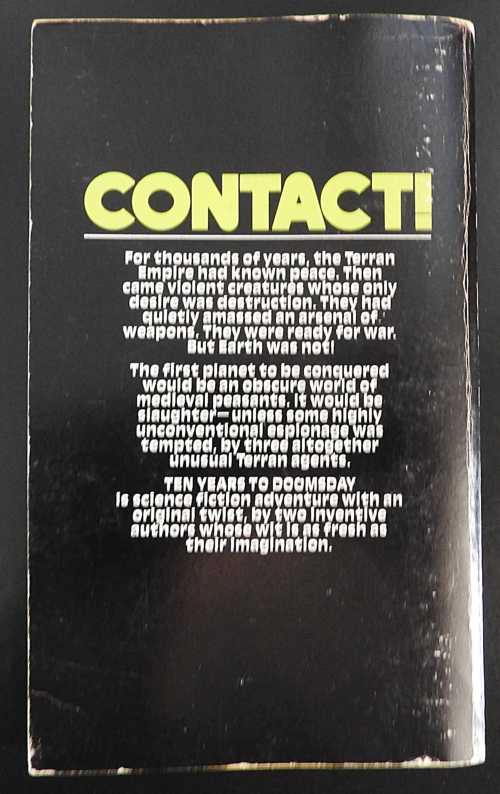 CONTACT!
For thousands of years, the Terran
Empire had known peace. Then
came violent creatures whose only
desire was destruction. They had
quietly amassed an arsenal of
weapons. They were ready for war.
But Earth was not!
The first planet to be conquered
would be an obscure world of
medieval peasants. It would be
slaughter—unless some highly
unconventional espionage was
tempted, by three altogether
unusual Terran agents.
TEN YEARS TO DOOMSDAY
is science fiction adventure with an
original twist, by two inventive
authors whose wit is as fresh as
their imagination.